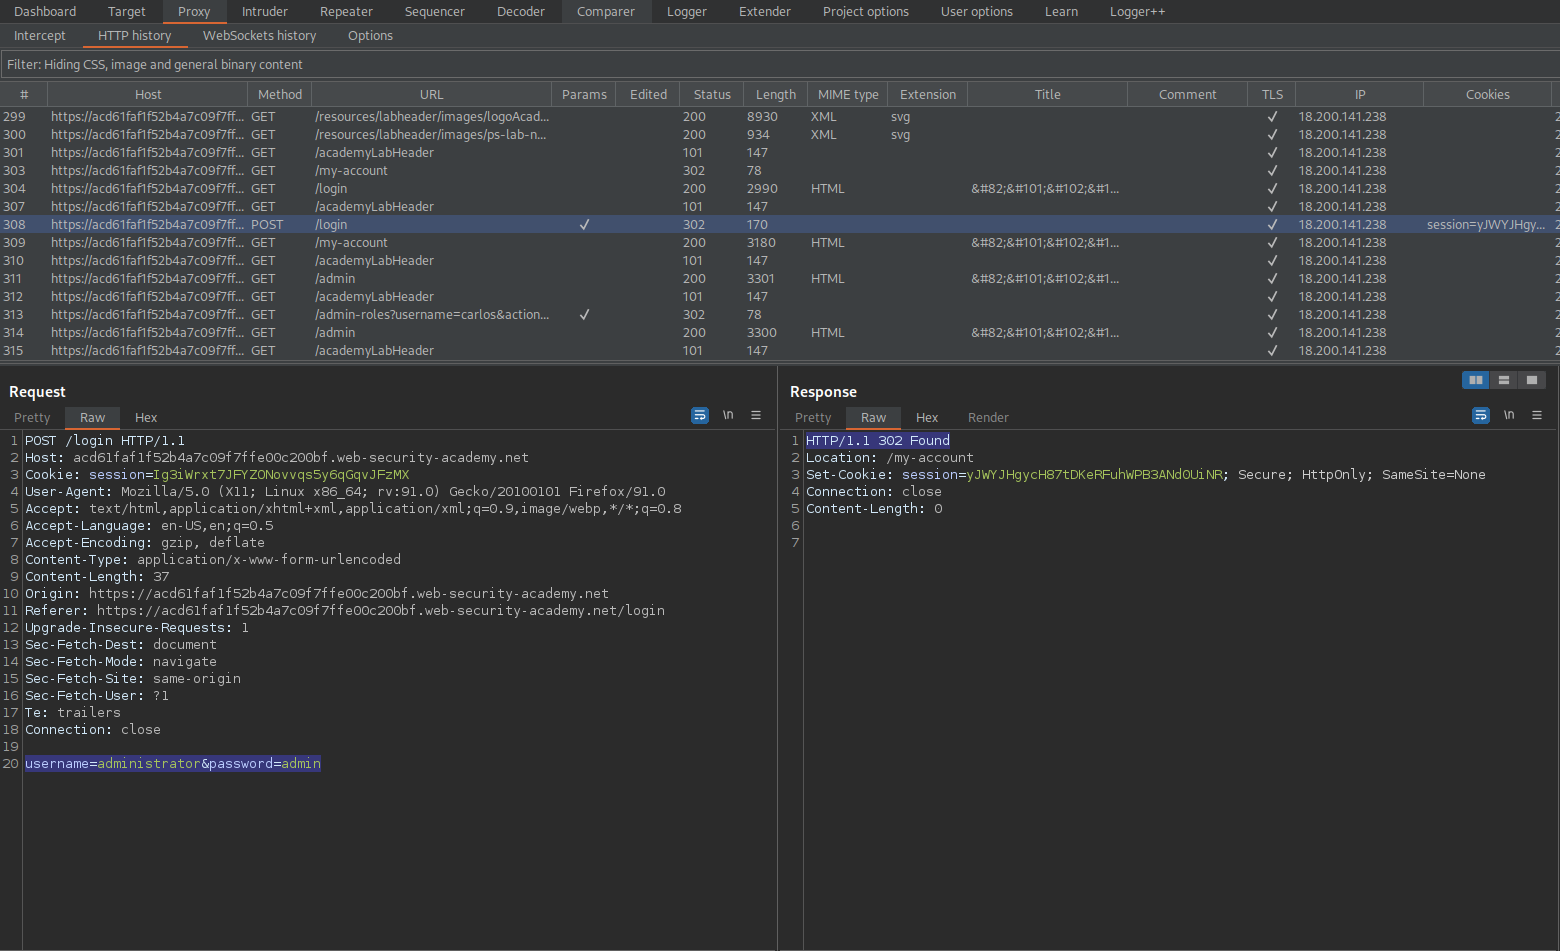 Dashboard Target Proxy Intruder Repeater Sequencer Decoder Comparer Logger Extender Project options User options Learn Logger++
Intercept HTTP history WebSockets history Options
Filter: Hiding CSS, image and general binary content
# Host Method URL Params Edited Status Length MIME type Extension Title Comment TLS IP Cookies
299 https://acd61faf1f52b4a7c09f7ff... GET /resources/labheader/images/logoAcad... 200 8930 XML svg ✓ 18.200.141.238 2
300 https://acd61faf1f52b4a7c09f7ff... GET /resources/labheader/images/ps-lab-n... 200 934 XML svg ✓ 18.200.141.238 2
301 https://acd61faf1f52b4a7c09f7ff... GET /academyLabHeader 101 147 ✓ 18.200.141.238 2
303 https://acd61faf1f52b4a7c09f7ff... GET /my-account 302 78 ✓ 18.200.141.238 2
304 https://acd61faf1f52b4a7c09f7ff... GET /login 200 2990 HTML &#82;&#101;&#102;&#1... ✓ 18.200.141.238 2
307 https://acd61faf1f52b4a7c09f7ff... GET /academyLabHeader 101 147 ✓ 18.200.141.238 2
308 https://acd61faf1f52b4a7c09f7ff... POST /login ✓ 302 170 ✓ 18.200.141.238 session=yJWYJHgy... 2
309 https://acd61faf1f52b4a7c09f7ff... GET /my-account 200 3180 HTML &#82;&#101;&#102;&#1... ✓ 18.200.141.238 2
310 https://acd61faf1f52b4a7c09f7ff... GET /academyLabHeader 101 147 ✓ 18.200.141.238 2
311 https://acd61faf1f52b4a7c09f7ff... GET /admin 200 3301 HTML &#82;&#101;&#102;&#1... ✓ 18.200.141.238 2
312 https://acd61faf1f52b4a7c09f7ff... GET /academyLabHeader 101 147 ✓ 18.200.141.238 2
313 https://acd61faf1f52b4a7c09f7ff... GET /admin-roles?username=carlos&action... ✓ 302 78 ✓ 18.200.141.238 2
314 https://acd61faf1f52b4a7c09f7ff... GET /admin 200 3300 HTML &#82;&#101;&#102;&#1... ✓ 18.200.141.238 2
315 https://acd61faf1f52b4a7c09f7ff... GET /academyLabHeader 101 147 ✓ 18.200.141.238 2
Request
Pretty Raw Hex \n
1 POST /login HTTP/1.1
2 Host: acd61faf1f52b4a7c09f7ffe00c200bf.web-security-academy.net
3 Cookie: session=Ig3iWrxt7JFYZONovvqs5y6qGqvJFzMX
4 User-Agent: Mozilla/5.0 (X11; Linux x86_64; rv:91.0) Gecko/20100101 Firefox/91.0
5 Accept: text/html,application/xhtml+xml,application/xml;q=0.9,image/webp,*/*;q=0.8
6 Accept-Language: en-US,en;q=0.5
7 Accept-Encoding: gzip, deflate
8 Content-Type: application/x-www-form-urlencoded
9 Content-Length: 37
10 Origin: https://acd61faf1f52b4a7c09f7ffe00c200bf.web-security-academy.net
11 Referer: https://acd61faf1f52b4a7c09f7ffe00c200bf.web-security-academy.net/login
12 Upgrade-Insecure-Requests: 1
13 Sec-Fetch-Dest: document
14 Sec-Fetch-Mode: navigate
15 Sec-Fetch-Site: same-origin
16 Sec-Fetch-User: ?1
17 Te: trailers
18 Connection: close
19
20 username=administrator&password=admin
Response
Pretty Raw Hex Render \n
1 HTTP/1.1 302 Found
2 Location: /my-account
3 Set-Cookie: session=yJWYJHgycH87tDKeRFuhWPB3ANd0UiNR; Secure; HttpOnly; SameSite=None
4 Connection: close
5 Content-Length: 0
6
7